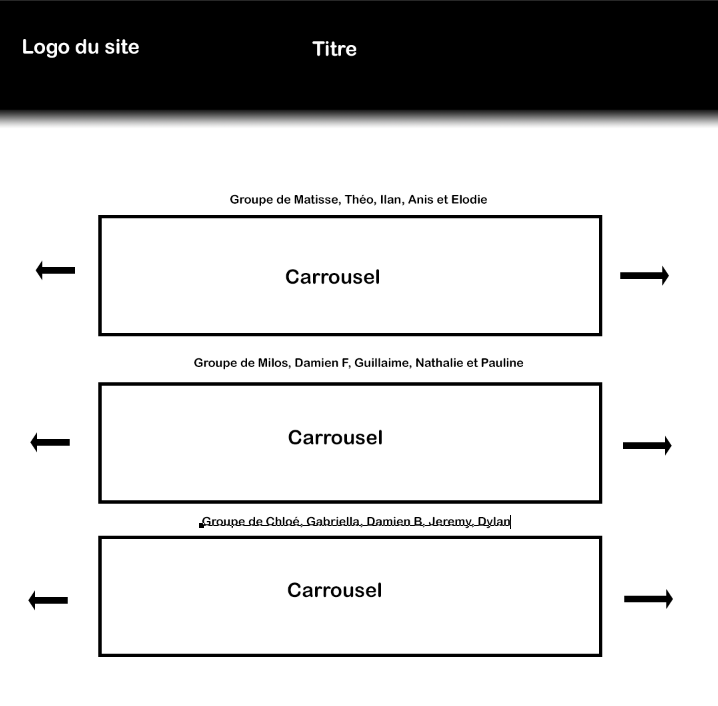 Logo du site
Titre
Groupe de Matisse, Théo, Ilan, Anis et Elodie
Carrousel
Groupe de Milos, Damien F, Guillaime, Nathalie et Pauline
Carrousel
Groupe de Chloé, Gabriella, Damien B, Jeremy, Dylan
Carrousel